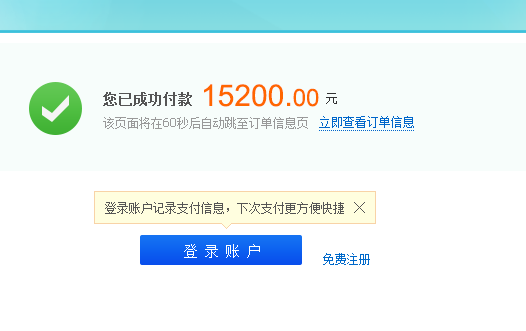 您已成功付款 15200.00 元
该页面将在60秒后自动跳至订单信息页 立即查看订单信息
登录账户记录支付信息，下次支付更方便快捷
登录账户
免费注册